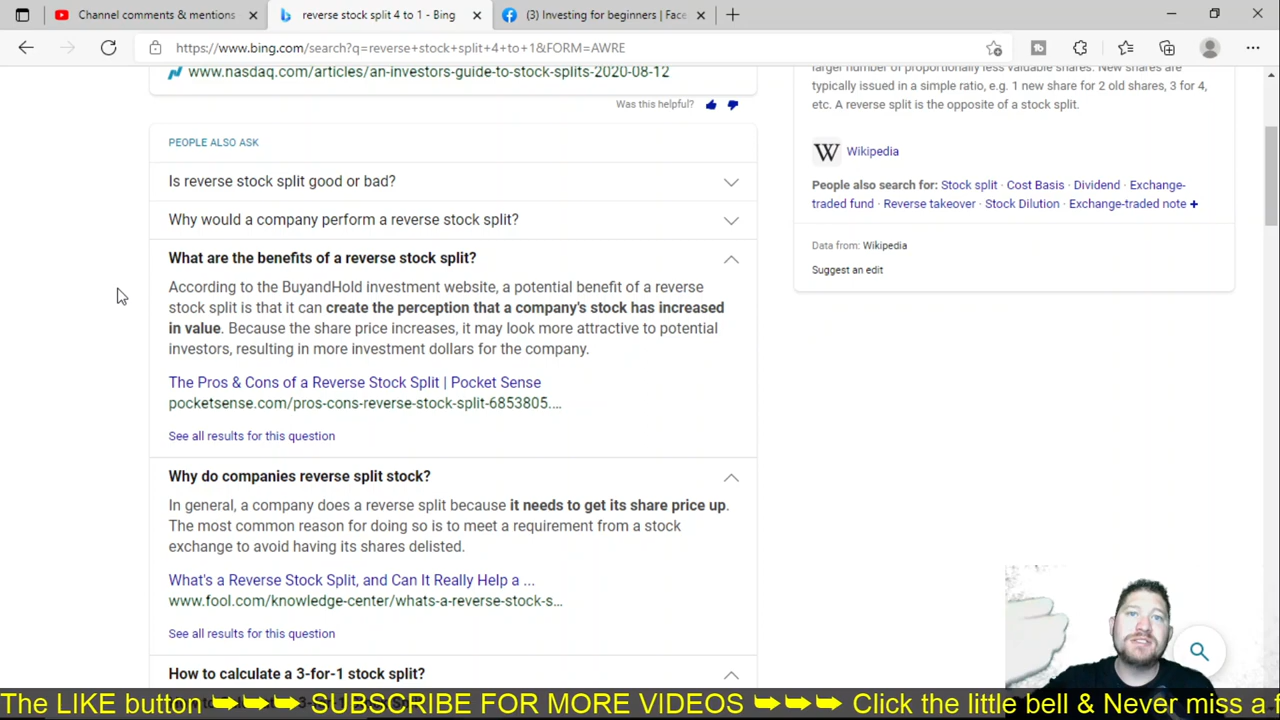 Channel comments & mentions
reverse stock split 4 to 1 - Bing
(3) Investing for beginners | Face
https://www.bing.com/search?q=reverse+stock+split+4+to+1&FORM=AWRE
www.nasdaq.com/articles/an-investors-guide-to-stock-splits-2020-08-12
Was this helpful?
PEOPLE ALSO ASK
Is reverse stock split good or bad?
Why would a company perform a reverse stock split?
What are the benefits of a reverse stock split?
According to the BuyandHold investment website, a potential benefit of a reverse
stock split is that it can create the perception that a company's stock has increased
in value. Because the share price increases, it may look more attractive to potential
investors, resulting in more investment dollars for the company.
The Pros & Cons of a Reverse Stock Split | Pocket Sense
pocketsense.com/pros-cons-reverse-stock-split-6853805....
See all results for this question
Why do companies reverse split stock?
In general, a company does a reverse split because it needs to get its share price up.
The most common reason for doing so is to meet a requirement from a stock
exchange to avoid having its shares delisted.
What's a Reverse Stock Split, and Can It Really Help a ...
www.fool.com/knowledge-center/whats-a-reverse-stock-s...
See all results for this question
How to calculate a 3-for-1 stock split?
larger number of proportionally less valuable shares. New shares are
typically issued in a simple ratio, e.g. 1 new share for 2 old shares, 3 for 4,
etc. A reverse split is the opposite of a stock split.
W Wikipedia
People also search for: Stock split · Cost Basis · Dividend · Exchange-
traded fund · Reverse takeover · Stock Dilution · Exchange-traded note +
Data from: Wikipedia
Suggest an edit
The LIKE button ➥➥➥ SUBSCRIBE FOR MORE VIDEOS ➥➥➥ Click the little bell & Never miss a f